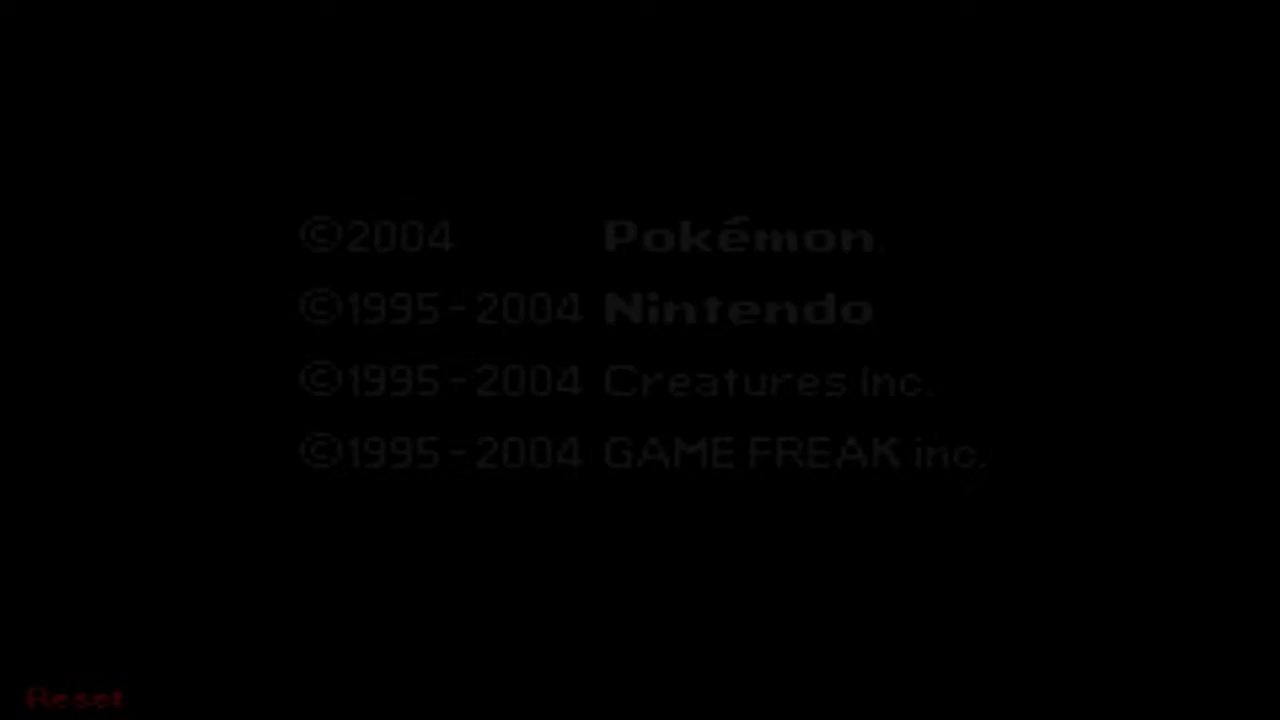 ©2004 Pokémon.
©1995-2004 Nintendo
©1995-2004 Creatures Inc.
©1995-2004 GAME FREAK inc.
Reset